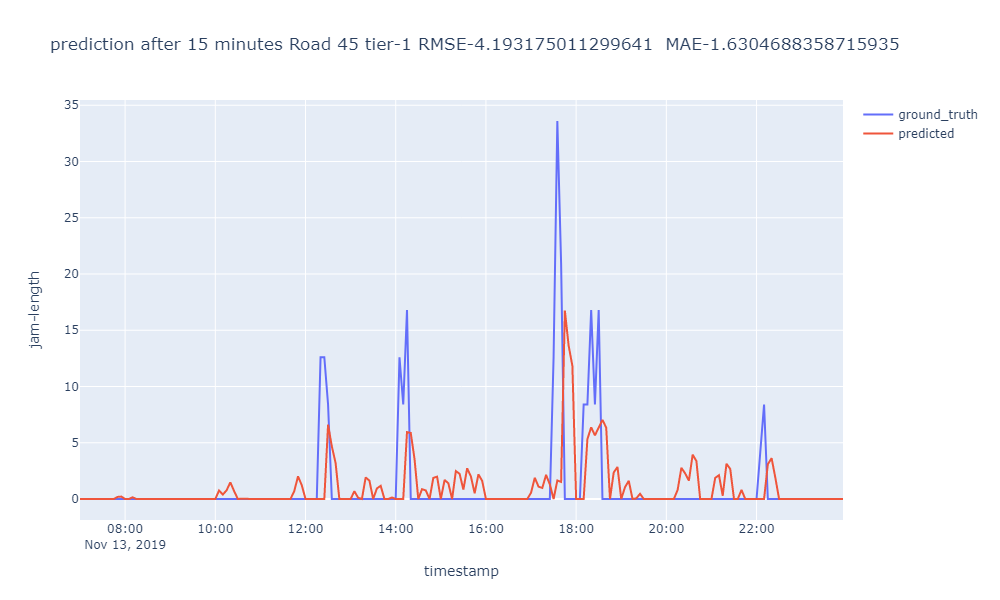 prediction after 15 minutes Road 45 tier-1 RMSE-4.193175011299641  MAE-1.6304688358715935
ground_truth
predicted
jam-length
35
30
25
20
15
10
5
0
08:00 10:00 12:00 14:00 16:00 18:00 20:00 22:00
Nov 13, 2019
timestamp